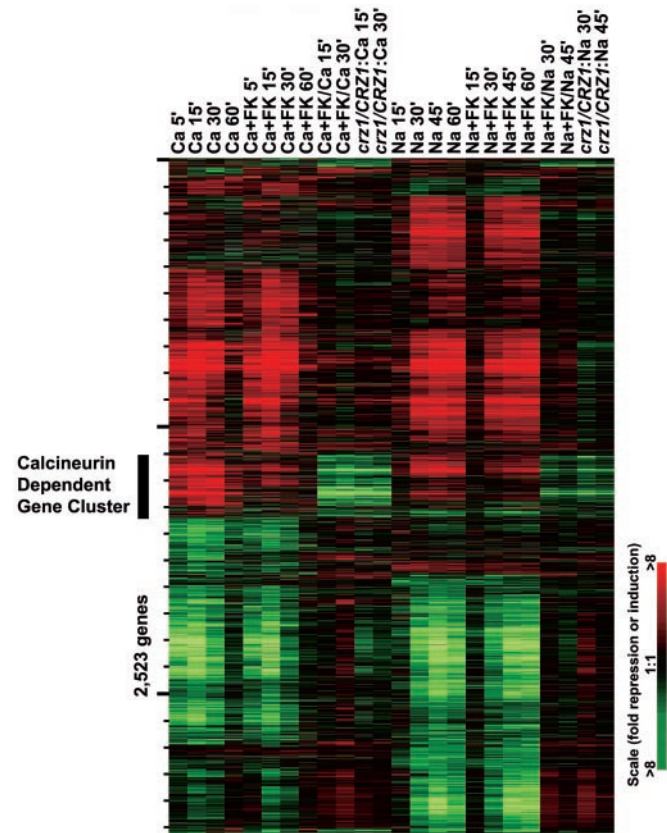 Ca 5'
Ca 15'
Ca 30'
Ca 60'
Ca+FK 5'
Ca+FK 15'
Ca+FK 30'
Ca+FK 60'
Ca+FK/Ca 15'
Ca+FK/Ca 30'
crz1/CRZ1:Ca 15'
crz1/CRZ1:Ca 30'
Na 15'
Na 30'
Na 45'
Na 60'
Na+FK 15'
Na+FK 30'
Na+FK 45'
Na+FK 60'
Na+FK/Na 30'
Na+FK/Na 45'
crz1/CRZ1:Na 30'
crz1/CRZ1:Na 45'
Calcineurin
Dependent
Gene Cluster
2,523 genes
>8
1:1
>8
Scale (fold repression or induction)